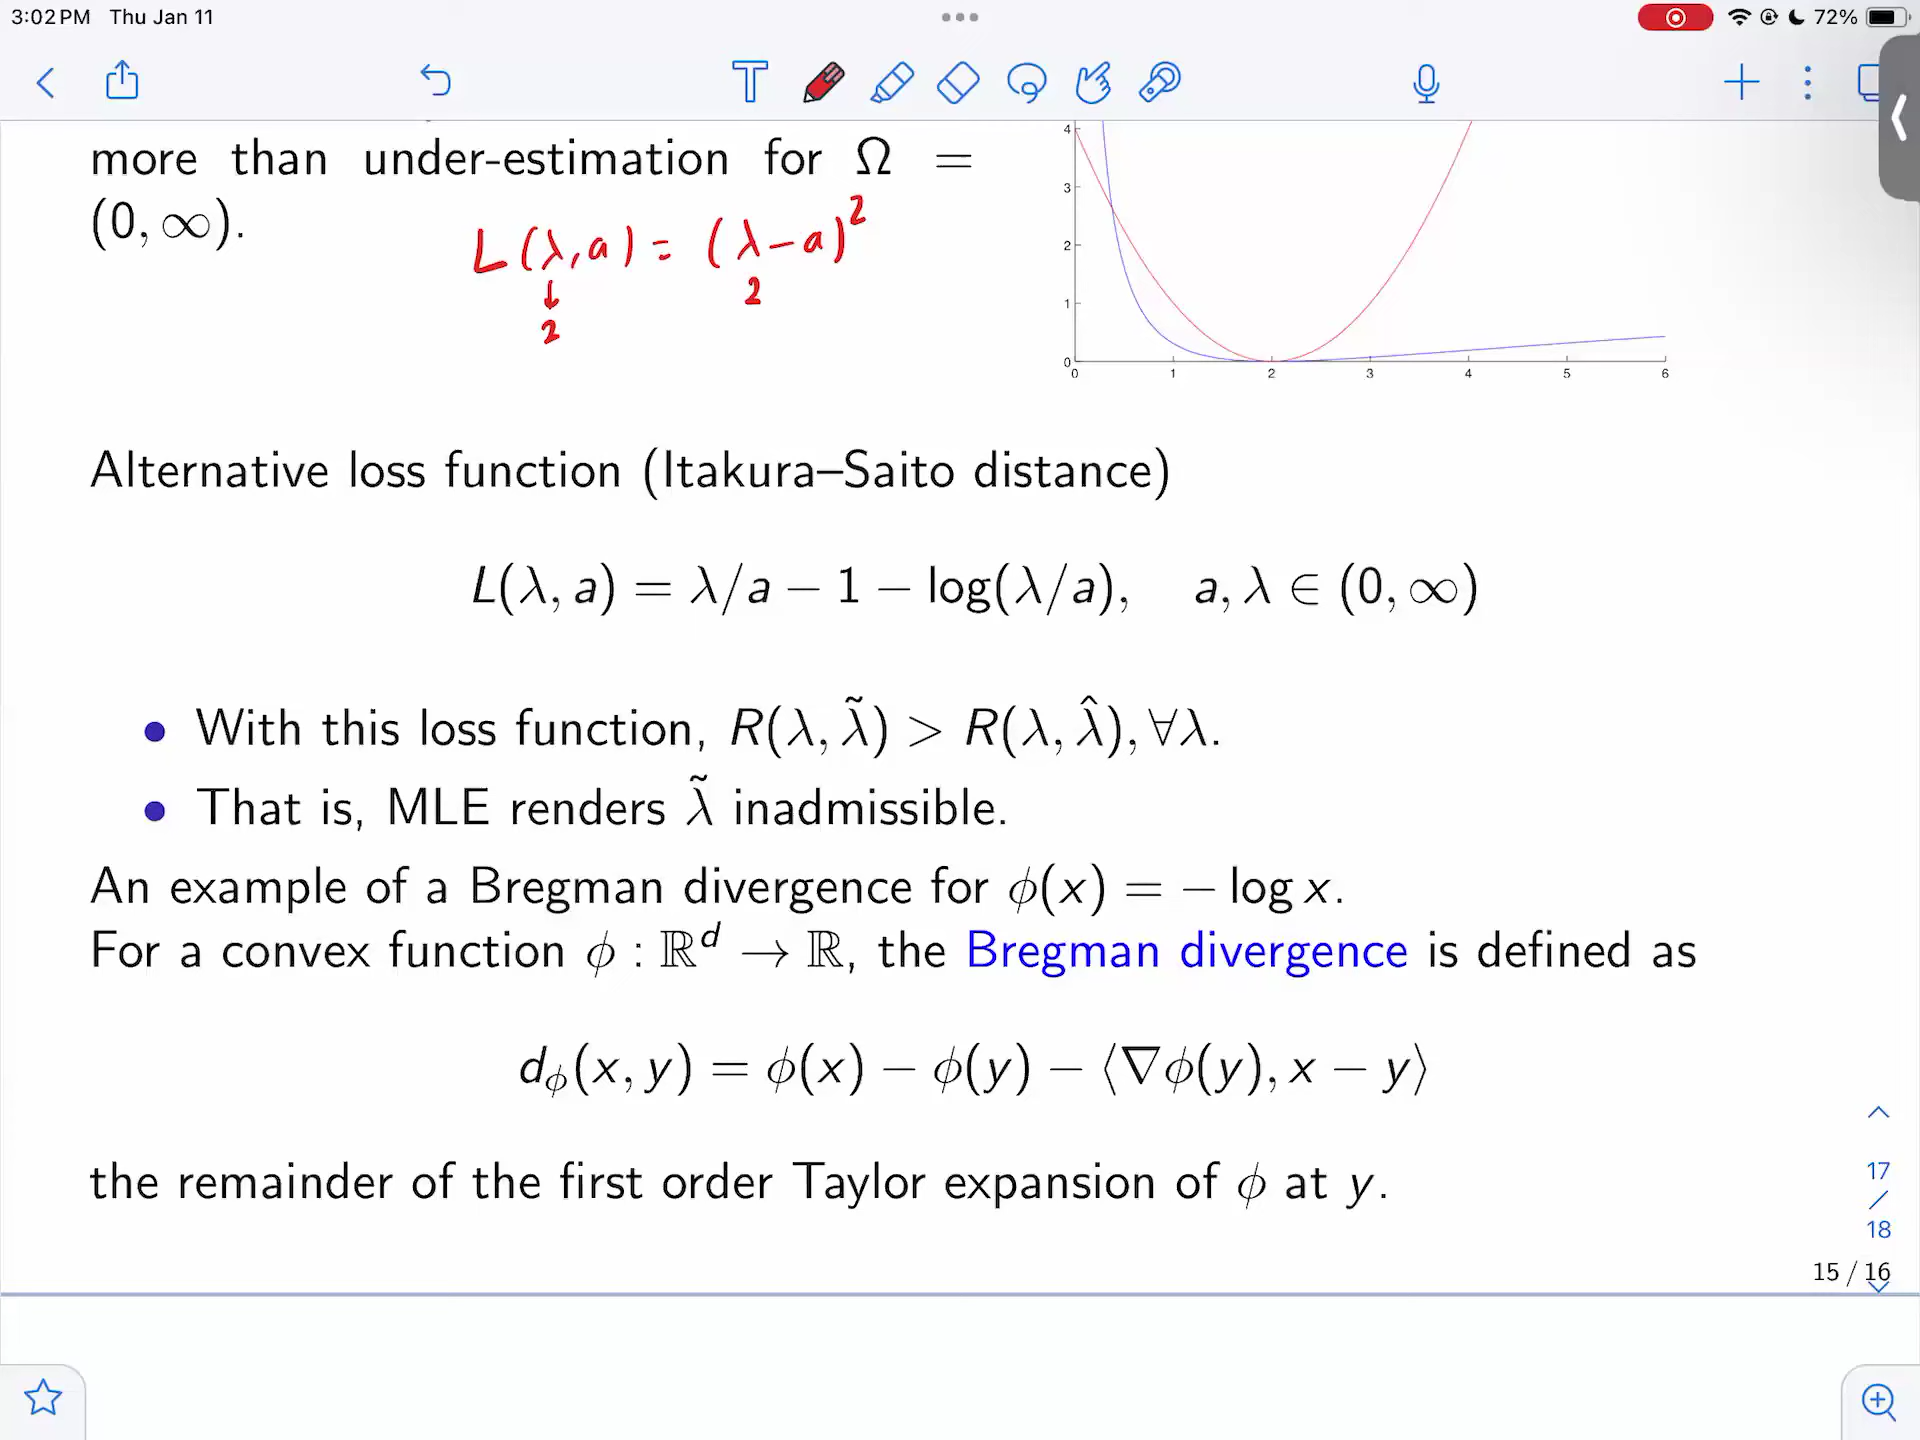 3:02 PM Thu Jan 11 72%
more than under-estimation for Ω =
(0, ∞).
L(λ, a) = (λ − a)²
↓ 2
2
4
3
2
1
0
0 1 2 3 4 5 6
Alternative loss function (Itakura–Saito distance)
L(λ, a) = λ/a − 1 − log(λ/a), a, λ ∈ (0, ∞)
• With this loss function, R(λ, λ̃) > R(λ, λ̂), ∀λ.
• That is, MLE renders λ̃ inadmissible.
An example of a Bregman divergence for ϕ(x) = − log x.
For a convex function ϕ : ℝᵈ → ℝ, the Bregman divergence is defined as
d_ϕ(x, y) = ϕ(x) − ϕ(y) − ⟨∇ϕ(y), x − y⟩
the remainder of the first order Taylor expansion of ϕ at y.
17
/
18
15 / 16